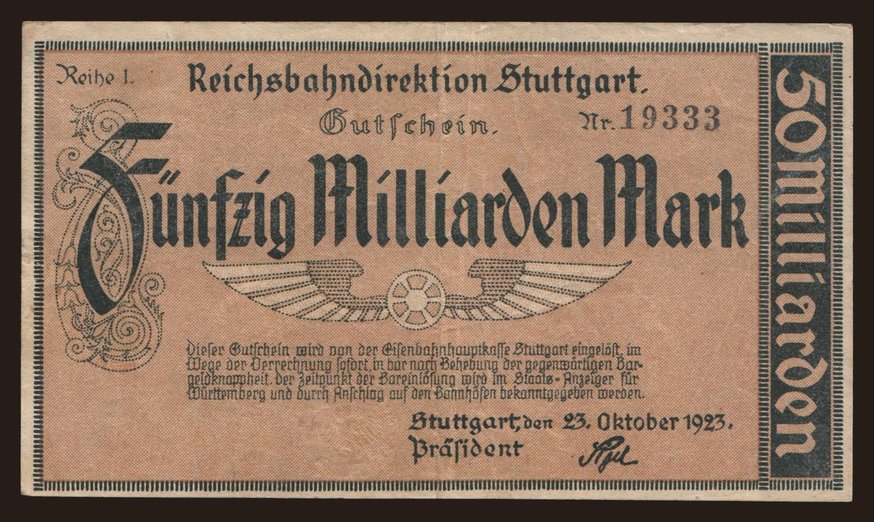 Reihe 1.
Reichsbahndirektion Stuttgart.
Gutschein.
Nr. 19333
Fünfzig Milliarden Mark
Dieser Gutschein wird von der Eisenbahnhauptkasse Stuttgart eingelöst, im
Wege der Verrechnung sofort, in bar nach Behebung der gegenwärtigen Bar-
geldknappheit. Der Zeitpunkt der Bareinlösung wird im Staats-Anzeiger für
Württemberg und durch Anschlag auf den Bahnhöfen bekanntgegeben werden.
Stuttgart, den 23. Oktober 1923.
Präsident
50 Milliarden